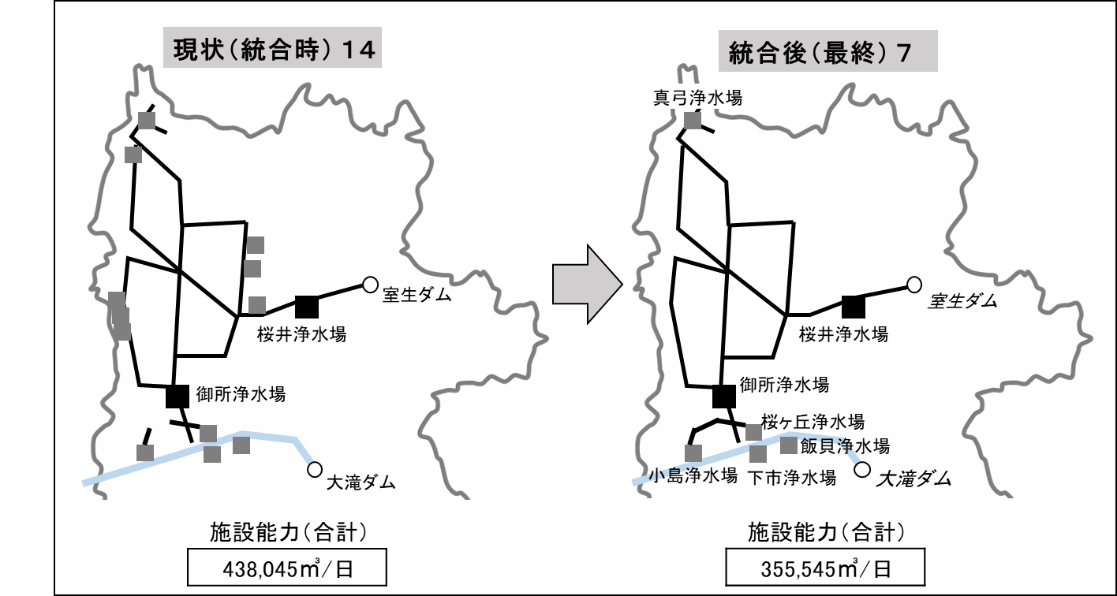 現状（統合時）１４
室生ダム
桜井浄水場
御所浄水場
大滝ダム
施設能力（合計）
438,045㎥/日
統合後（最終）７
真弓浄水場
室生ダム
桜井浄水場
御所浄水場
桜ヶ丘浄水場
飯貝浄水場
小島浄水場
下市浄水場
大滝ダム
施設能力（合計）
355,545㎥/日